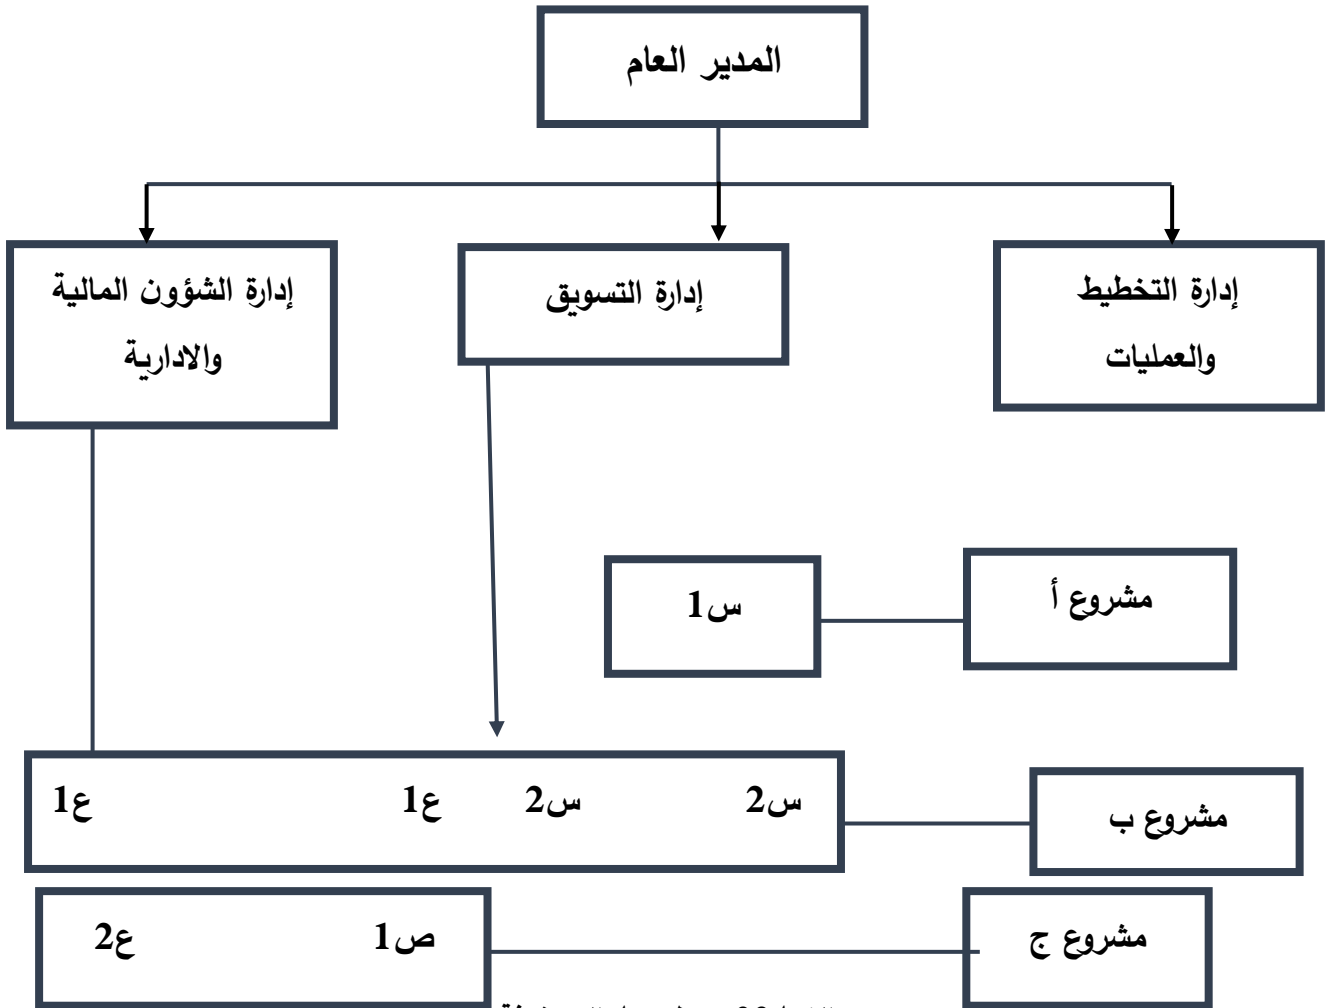 المدير العام
إدارة التخطيط
والعمليات
إدارة التسويق
إدارة الشؤون المالية
والادارية
مشروع أ
س1
مشروع ب
س2 س2 ع1 ع1
مشروع ج
ص1 ع2